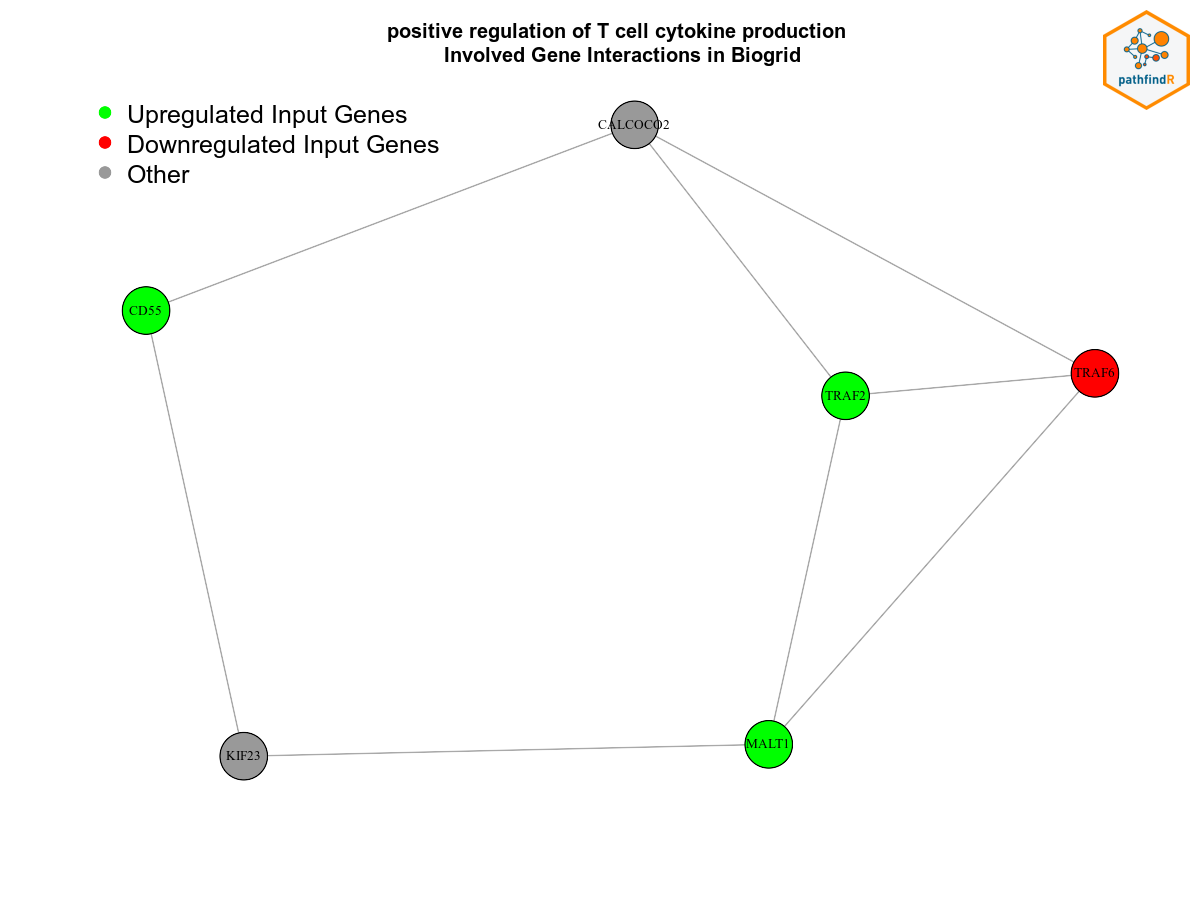 positive regulation of T cell cytokine production
Involved Gene Interactions in Biogrid
pathfindR
Upregulated Input Genes
Downregulated Input Genes
Other
CALCOCO2
CD55
TRAF6
TRAF2
MALT1
KIF23